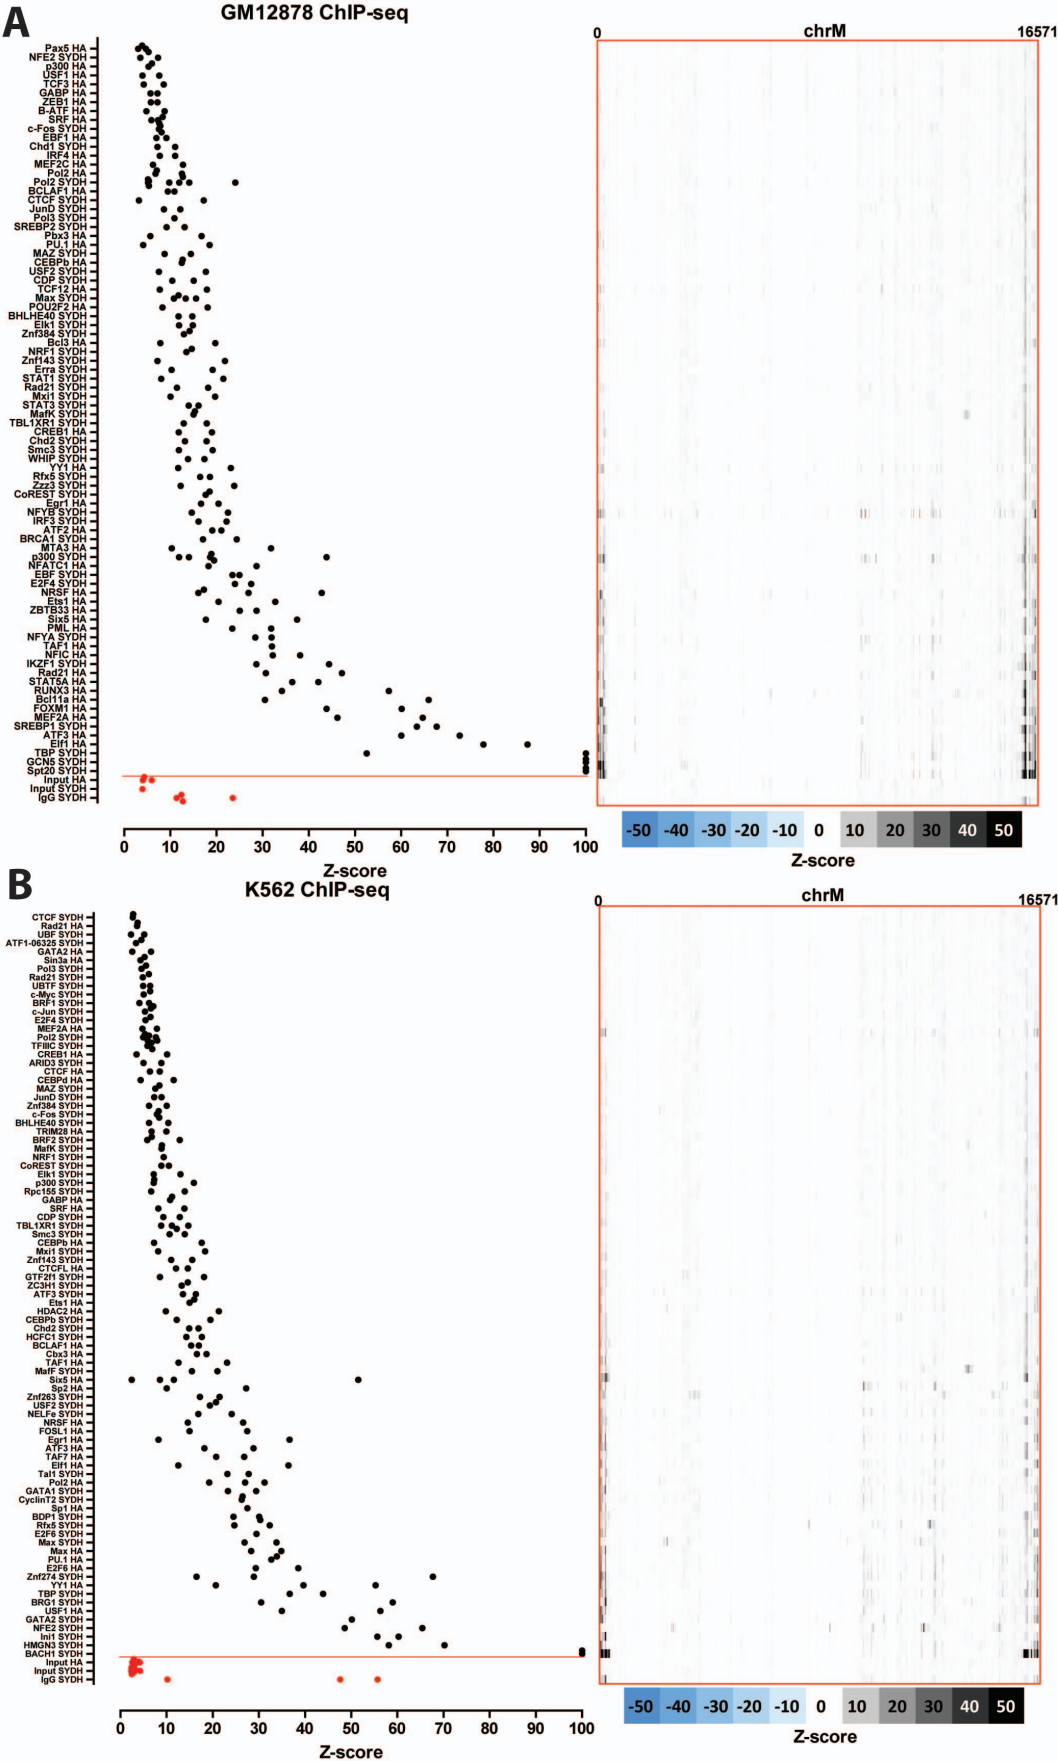 A
GM12878 ChIP-seq
0 chrM 16571
Pax5 HA
NFE2 SYDH
p300 HA
USF1 HA
TCF3 HA
GABP HA
ZEB1 HA
B-ATF HA
SRF HA
c-Fos SYDH
EBF1 HA
Chd1 SYDH
IRF4 HA
MEF2C HA
Pol2 HA
Pol2 SYDH
BCLAF1 HA
CTCF SYDH
JunD SYDH
Pol3 SYDH
SREBP2 SYDH
Pbx3 HA
PU.1 HA
MAZ SYDH
CEBPb HA
USF2 SYDH
CDP SYDH
TCF12 HA
Max SYDH
POU2F2 HA
BHLHE40 SYDH
Elk1 SYDH
Znf384 SYDH
Bcl3 HA
NRF1 SYDH
Znf143 SYDH
Erra SYDH
STAT1 SYDH
Rad21 SYDH
Mxi1 SYDH
STAT3 SYDH
MafK SYDH
TBL1XR1 SYDH
CREB1 HA
Chd2 SYDH
Smc3 SYDH
WHIP SYDH
YY1 HA
Rfx5 SYDH
Zzz3 SYDH
CoREST SYDH
Egr1 HA
NFYB SYDH
IRF3 SYDH
ATF2 HA
BRCA1 SYDH
MTA3 HA
p300 SYDH
NFATC1 HA
EBF SYDH
E2F4 SYDH
NRSF HA
Ets1 HA
ZBTB33 HA
Six5 HA
PML HA
NFYA SYDH
TAF1 HA
NFIC HA
IKZF1 SYDH
Rad21 HA
STAT5A HA
RUNX3 HA
Bcl11a HA
FOXM1 HA
MEF2A HA
SREBP1 SYDH
ATF3 HA
Elf1 HA
TBP SYDH
GCN5 SYDH
Spt20 SYDH
Input HA
Input SYDH
IgG SYDH
0 10 20 30 40 50 60 70 80 90 100
Z-score
-50 -40 -30 -20 -10 0 10 20 30 40 50
Z-score
B
K562 ChIP-seq
0 chrM 16571
CTCF SYDH
Rad21 HA
UBF SYDH
ATF1-06325 SYDH
GATA2 HA
Sin3a HA
Pol3 SYDH
Rad21 SYDH
UBTF SYDH
c-Myc SYDH
BRF1 SYDH
c-Jun SYDH
E2F4 SYDH
MEF2A HA
Pol2 SYDH
TFIIIC SYDH
CREB1 HA
ARID3 SYDH
CTCF HA
CEBPd HA
MAZ SYDH
JunD SYDH
Znf384 SYDH
c-Fos SYDH
BHLHE40 SYDH
TRIM28 HA
BRF2 SYDH
MafK SYDH
NRF1 SYDH
CoREST SYDH
Elk1 SYDH
p300 SYDH
Rpc155 SYDH
GABP HA
SRF HA
CDP SYDH
TBL1XR1 SYDH
Smc3 SYDH
CEBPb HA
Mxi1 SYDH
Znf143 SYDH
CTCFL HA
GTF2f1 SYDH
ZC3H1 SYDH
ATF3 SYDH
Ets1 HA
HDAC2 HA
CEBPb SYDH
Chd2 SYDH
HCFC1 SYDH
BCLAF1 HA
Cbx3 HA
TAF1 HA
MafF SYDH
Six5 HA
Sp2 HA
Znf263 SYDH
USF2 SYDH
NELFe SYDH
NRSF HA
FOSL1 HA
Egr1 HA
ATF3 HA
TAF7 HA
Elf1 HA
Tal1 SYDH
Pol2 HA
GATA1 SYDH
CyclinT2 SYDH
Sp1 HA
BDP1 SYDH
Rfx5 SYDH
E2F6 SYDH
Max SYDH
Max HA
PU.1 HA
E2F6 HA
Znf274 SYDH
YY1 HA
TBP SYDH
BRG1 SYDH
USF1 HA
GATA2 SYDH
NFE2 SYDH
Ini1 SYDH
HMGN3 SYDH
BACH1 SYDH
Input HA
Input SYDH
IgG SYDH
0 10 20 30 40 50 60 70 80 90 100
Z-score
-50 -40 -30 -20 -10 0 10 20 30 40 50
Z-score